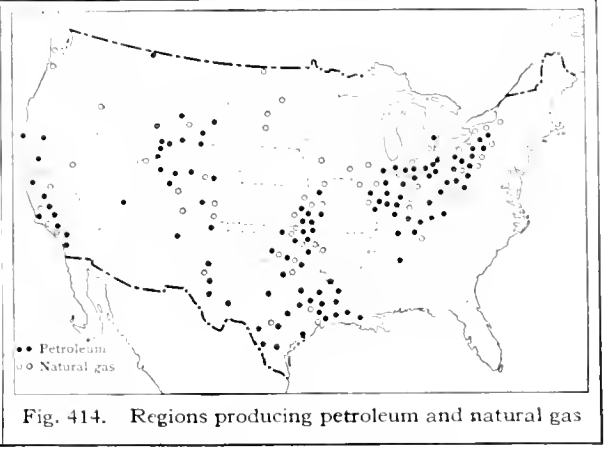 Petroleum
Natural gas
Fig. 414. Regions producing petroleum and natural gas